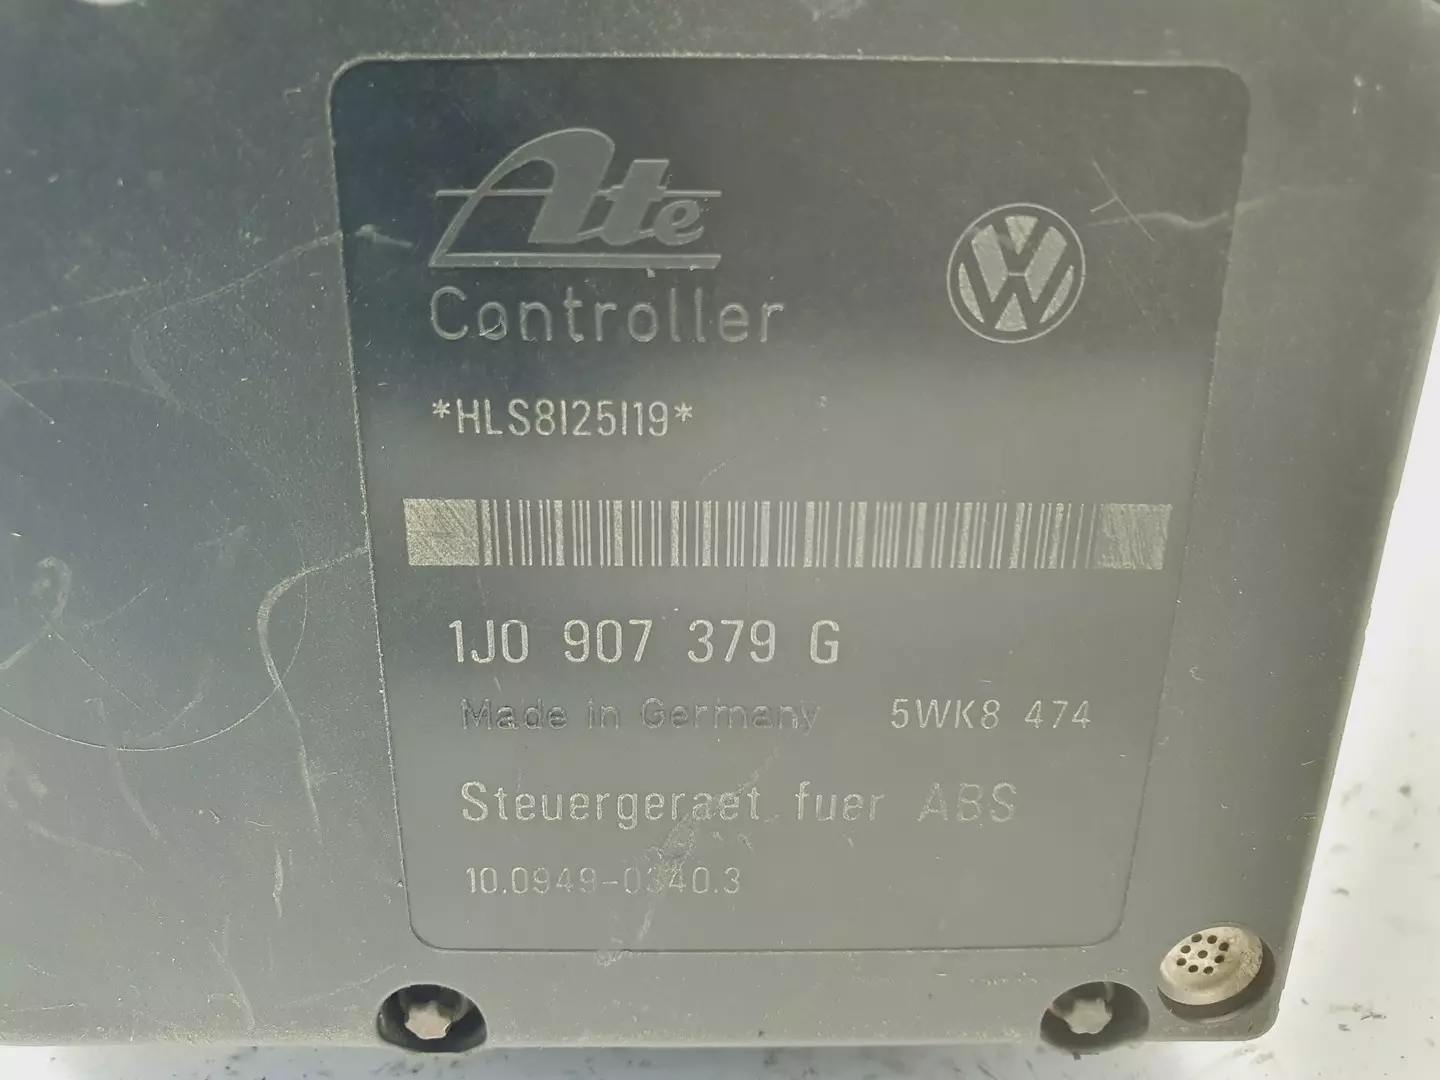 Ate
Controller
*HLS8125119*
1J0 907 379 G
Made in Germany 5WK8 474
Steuergeraet fuer ABS
10.0949-0340.3